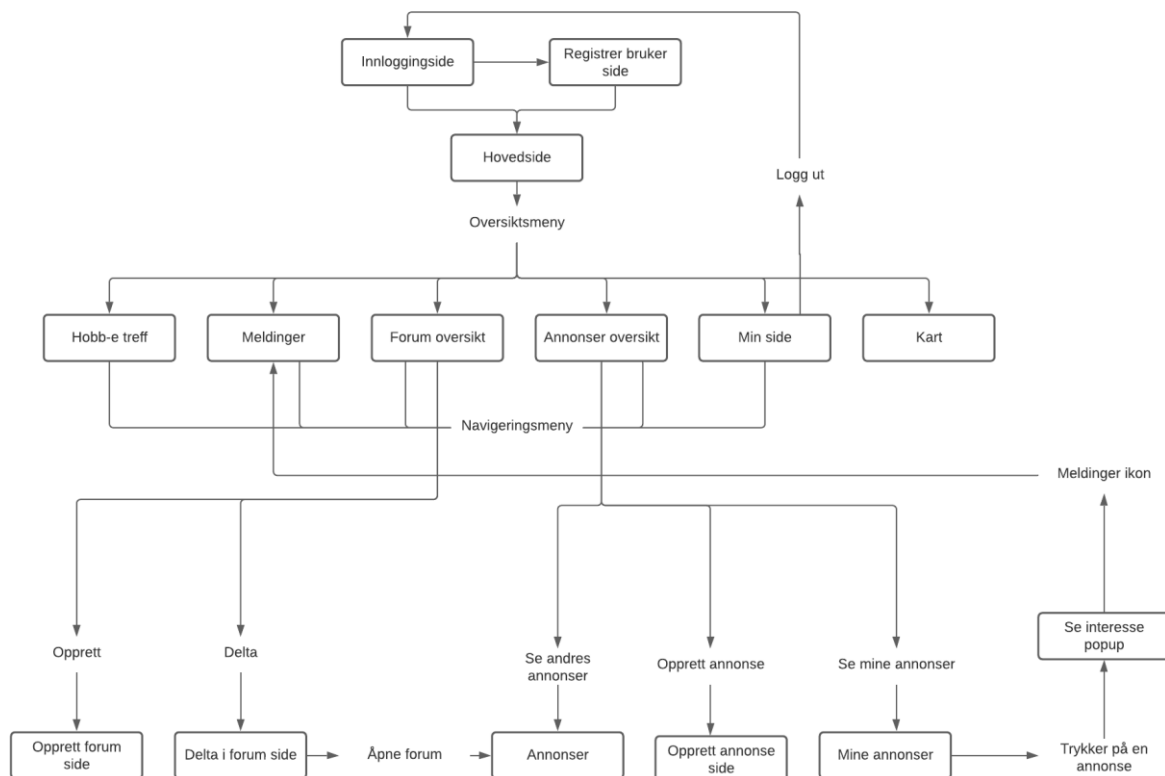 Innloggingside
Registrer bruker
side
Hovedside
Logg ut
Oversiktsmeny
Hobb-e treff
Meldinger
Forum oversikt
Annonser oversikt
Min side
Kart
Navigeringsmeny
Meldinger ikon
Se interesse
popup
Opprett
Delta
Se andres
annonser
Opprett annonse
Se mine annonser
Opprett forum
side
Delta i forum side
Åpne forum
Annonser
Opprett annonse
side
Mine annonser
Trykker på en
annonse